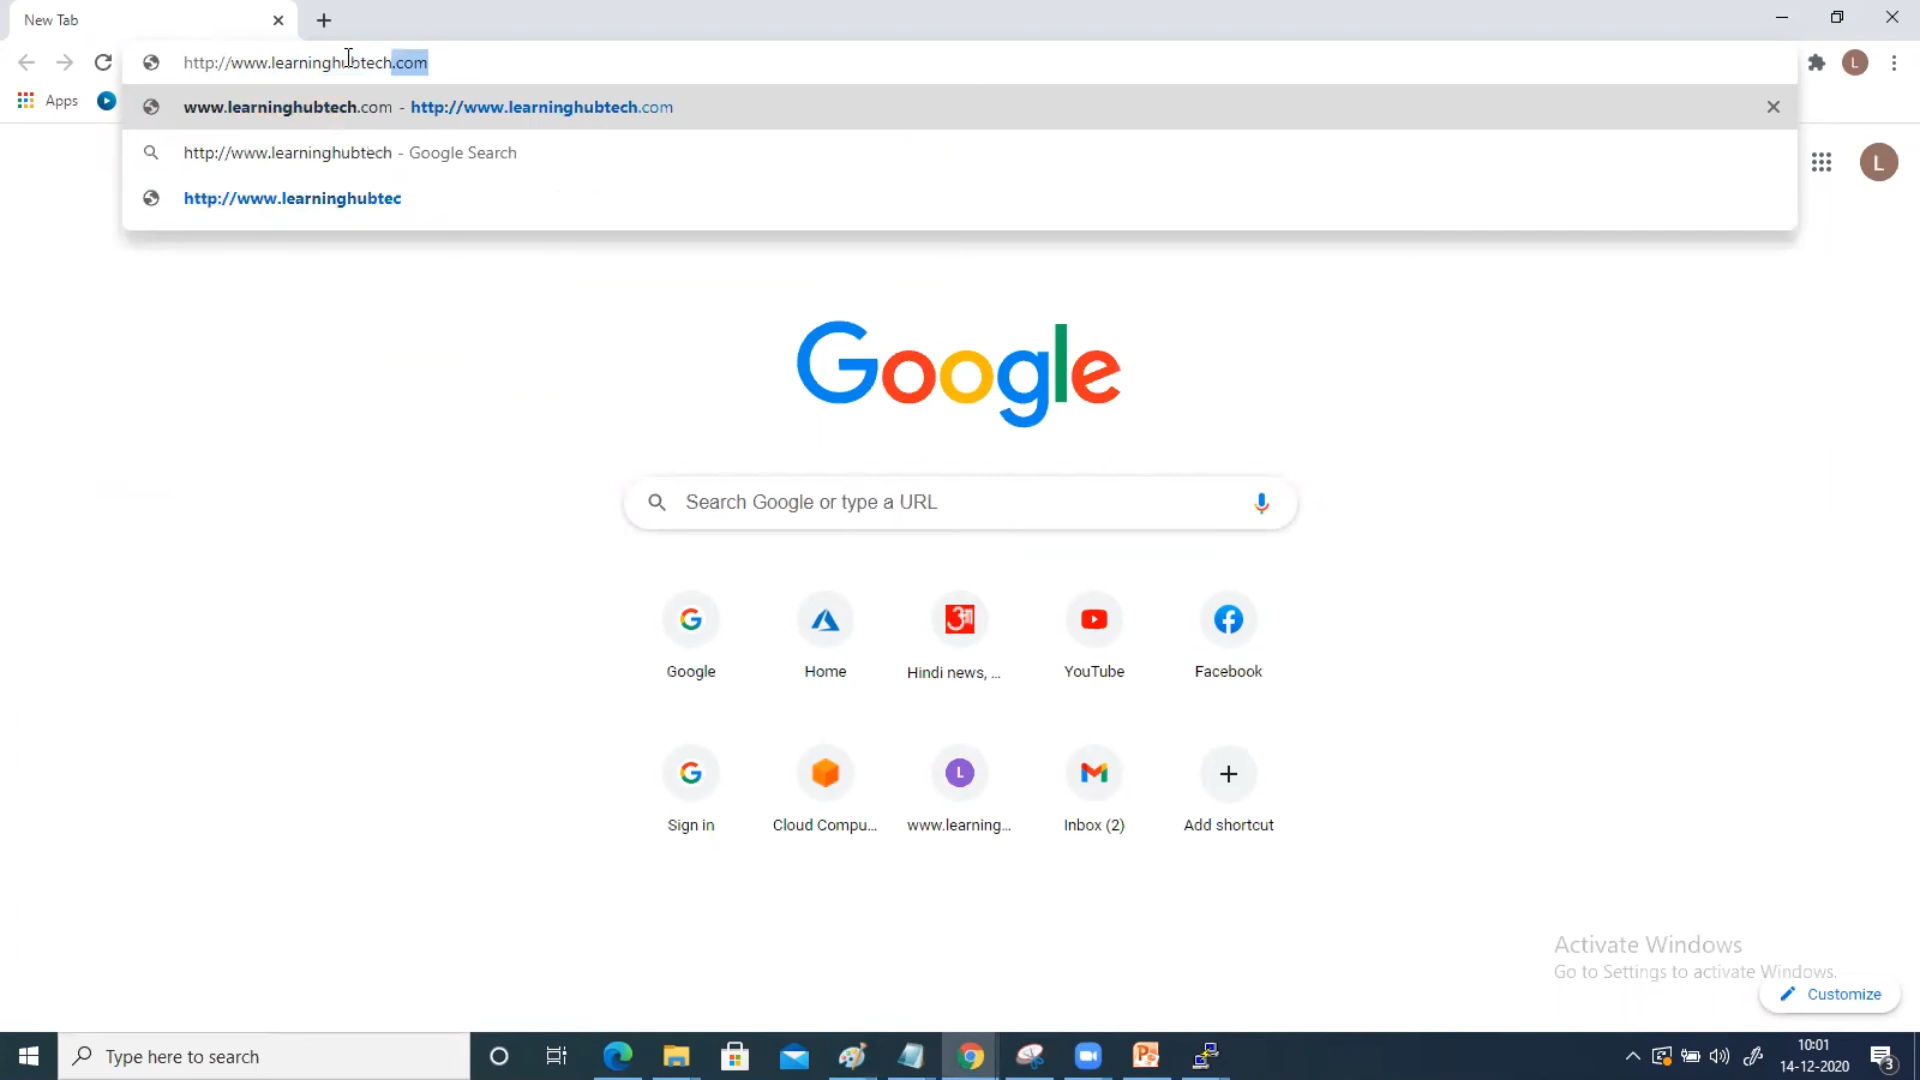 New Tab
http://www.learninghubtech.com
Apps
www.learninghubtech.com - http://www.learninghubtech.com
http://www.learninghubtech - Google Search
http://www.learninghubtec
L
L
Google
Search Google or type a URL
Google
Home
Hindi news, ...
YouTube
Facebook
L
Sign in
Cloud Compu...
www.learning...
Inbox (2)
Add shortcut
Activate Windows
Go to Settings to activate Windows.
Customize
Type here to search
10:01
14-12-2020
3